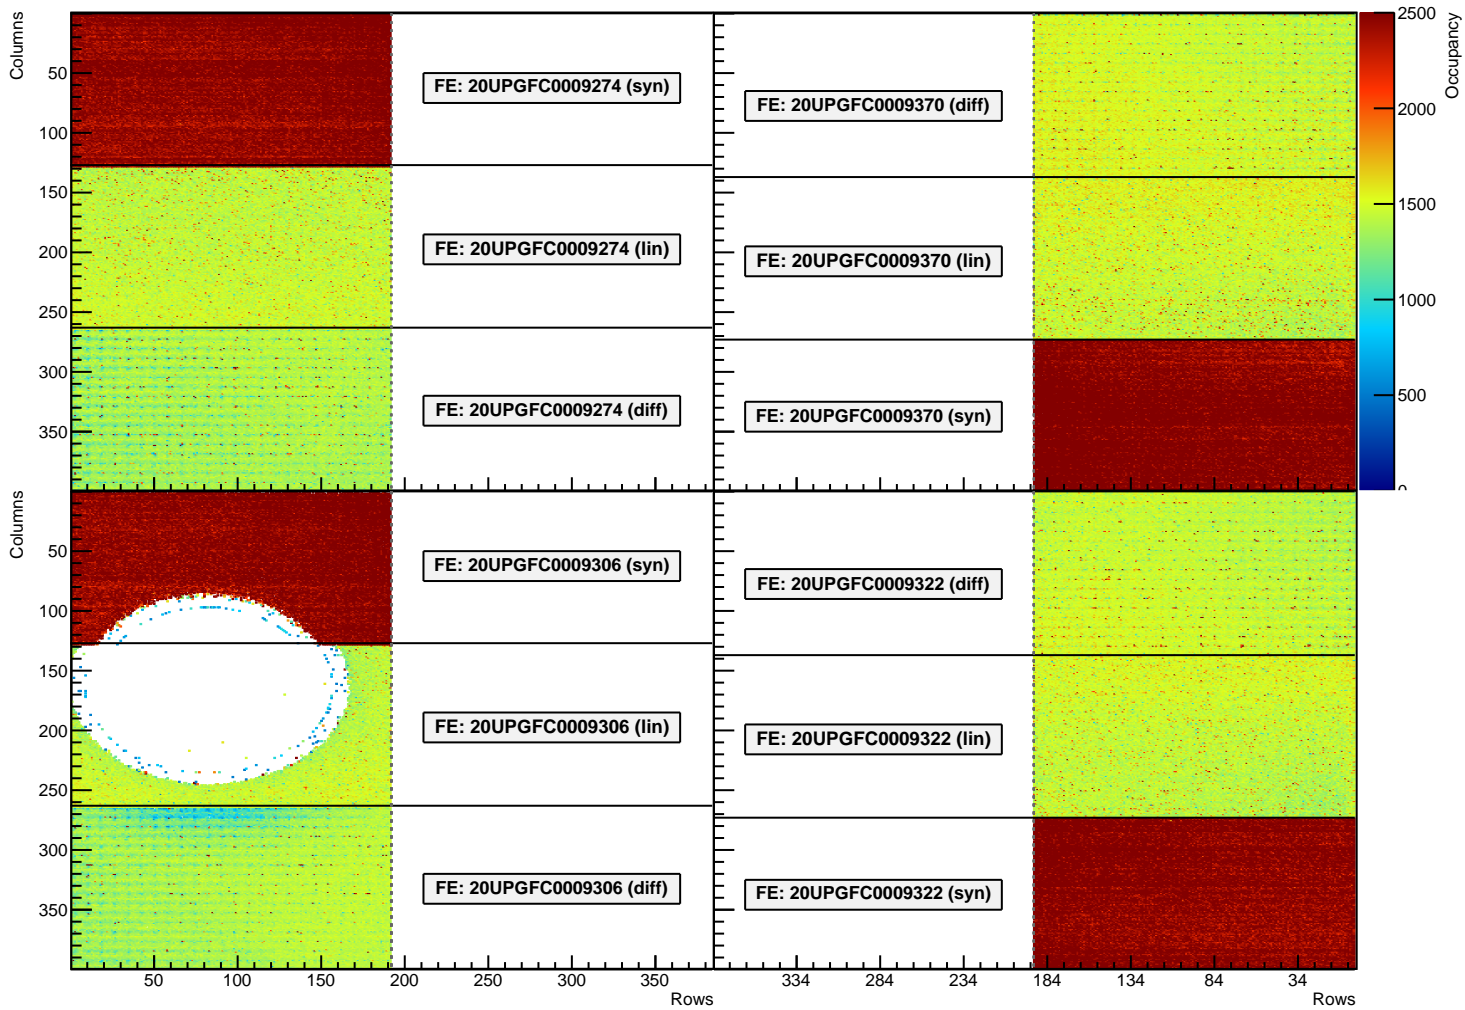 Columns
50
100
150
200
250
300
350
FE: 20UPGFC0009274 (syn)
FE: 20UPGFC0009274 (lin)
FE: 20UPGFC0009274 (diff)
FE: 20UPGFC0009370 (diff)
FE: 20UPGFC0009370 (lin)
FE: 20UPGFC0009370 (syn)
2500
2000
1500
1000
500
0
Occupancy
Columns
50
100
150
200
250
300
350
FE: 20UPGFC0009306 (syn)
FE: 20UPGFC0009306 (lin)
FE: 20UPGFC0009306 (diff)
FE: 20UPGFC0009322 (diff)
FE: 20UPGFC0009322 (lin)
FE: 20UPGFC0009322 (syn)
50 100 150 200 250 300 350
Rows
334 284 234 184 134 84 34
Rows